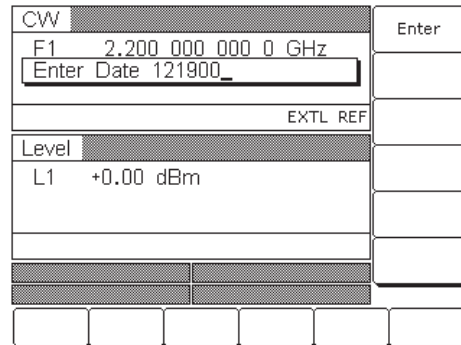 CW
Enter
F1 2.200 000 000 0 GHz
Enter Date 121900_
EXTL REF
Level
L1 +0.00 dBm